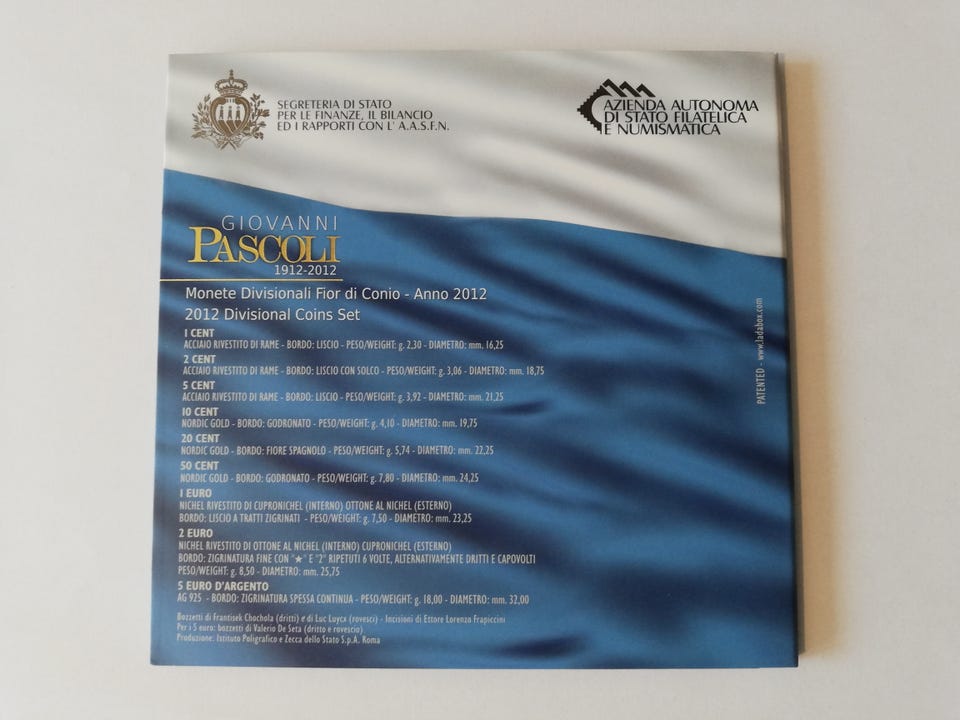 SEGRETERIA DI STATO
PER LE FINANZE, IL BILANCIO
ED I RAPPORTI CON L' A.A.S.F.N.
AZIENDA AUTONOMA
DI STATO FILATELICA
E NUMISMATICA
GIOVANNI
PASCOLI
1912-2012
Monete Divisionali Fior di Conio - Anno 2012
2012 Divisional Coins Set
1 CENT
ACCIAIO RIVESTITO DI RAME - BORDO: LISCIO - PESO/WEIGHT: g. 2,30 - DIAMETRO: mm. 16,25
2 CENT
ACCIAIO RIVESTITO DI RAME - BORDO: LISCIO CON SOLCO - PESO/WEIGHT: g. 3,06 - DIAMETRO: mm. 18,75
5 CENT
ACCIAIO RIVESTITO DI RAME - BORDO: LISCIO - PESO/WEIGHT: g. 3,92 - DIAMETRO: mm. 21,25
10 CENT
NORDIC GOLD - BORDO: GODRONATO - PESO/WEIGHT: g. 4,10 - DIAMETRO: mm. 19,75
20 CENT
NORDIC GOLD - BORDO: FIORE SPAGNOLO - PESO/WEIGHT: g. 5,74 - DIAMETRO: mm. 22,25
50 CENT
NORDIC GOLD - BORDO: GODRONATO - PESO/WEIGHT: g. 7,80 - DIAMETRO: mm. 24,25
1 EURO
NICHEL RIVESTITO DI CUPRONICHEL (INTERNO) OTTONE AL NICHEL (ESTERNO)
BORDO: LISCIO A TRATTI ZIGRINATI - PESO/WEIGHT: g. 7,50 - DIAMETRO: mm. 23,25
2 EURO
NICHEL RIVESTITO DI OTTONE AL NICHEL (INTERNO) CUPRONICHEL (ESTERNO)
BORDO: ZIGRINATURA FINE CON "★" E "2" RIPETUTI 6 VOLTE, ALTERNATIVAMENTE DRITTI E CAPOVOLTI
PESO/WEIGHT: g. 8,50 - DIAMETRO: mm. 25,75
5 EURO D'ARGENTO
AG 925 - BORDO: ZIGRINATURA SPESSA CONTINUA - PESO/WEIGHT: g. 18,00 - DIAMETRO: mm. 32,00
Bozzetti di Frantisek Chochola (dritti) e di Luc Luycx (rovesci) - Incisioni di Ettore Lorenzo Frapiccini
Per i 5 euro: bozzetti di Valerio De Seta (dritto e rovescio)
Produzione: Istituto Poligrafico e Zecca dello Stato S.p.A. Roma
PATENTED - www.ladabox.com